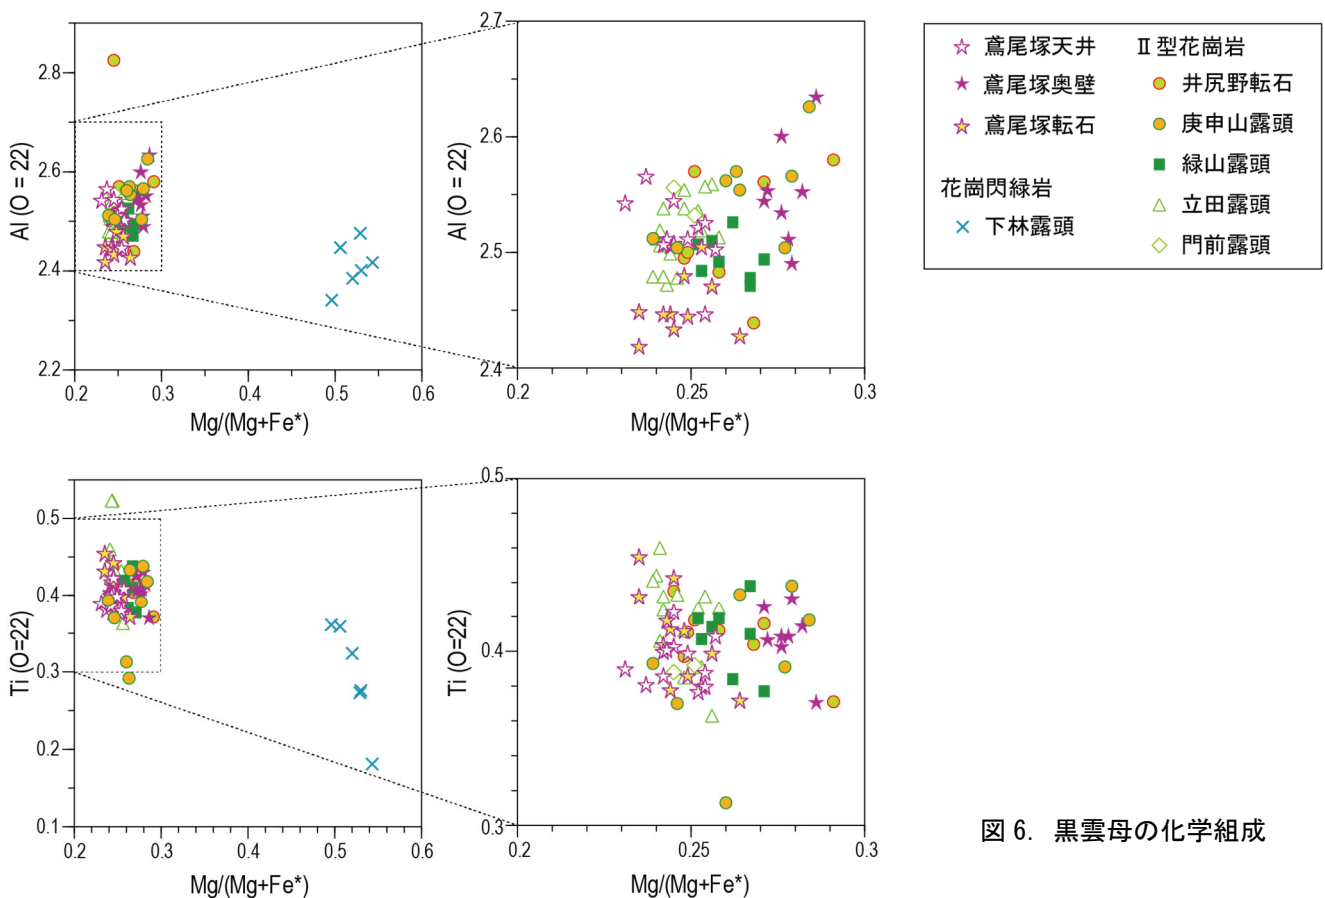 2.8
2.6
2.4
2.2
0.2
0.3
0.4
0.5
0.6
Al (O = 22)
Mg/(Mg+Fe*)
2.7
2.6
2.5
2.4
0.2
0.25
0.3
Al (O = 22)
Mg/(Mg+Fe*)
鳶尾塚天井
鳶尾塚奥壁
鳶尾塚転石
花崗閃緑岩
下林露頭
Ⅱ型花崗岩
井尻野転石
庚申山露頭
緑山露頭
立田露頭
門前露頭
0.5
0.4
0.3
0.2
0.1
0.2
0.3
0.4
0.5
0.6
Ti (O=22)
Mg/(Mg+Fe*)
0.5
0.4
0.3
0.2
0.25
0.3
Ti (O=22)
Mg/(Mg+Fe*)
図 6. 黒雲母の化学組成